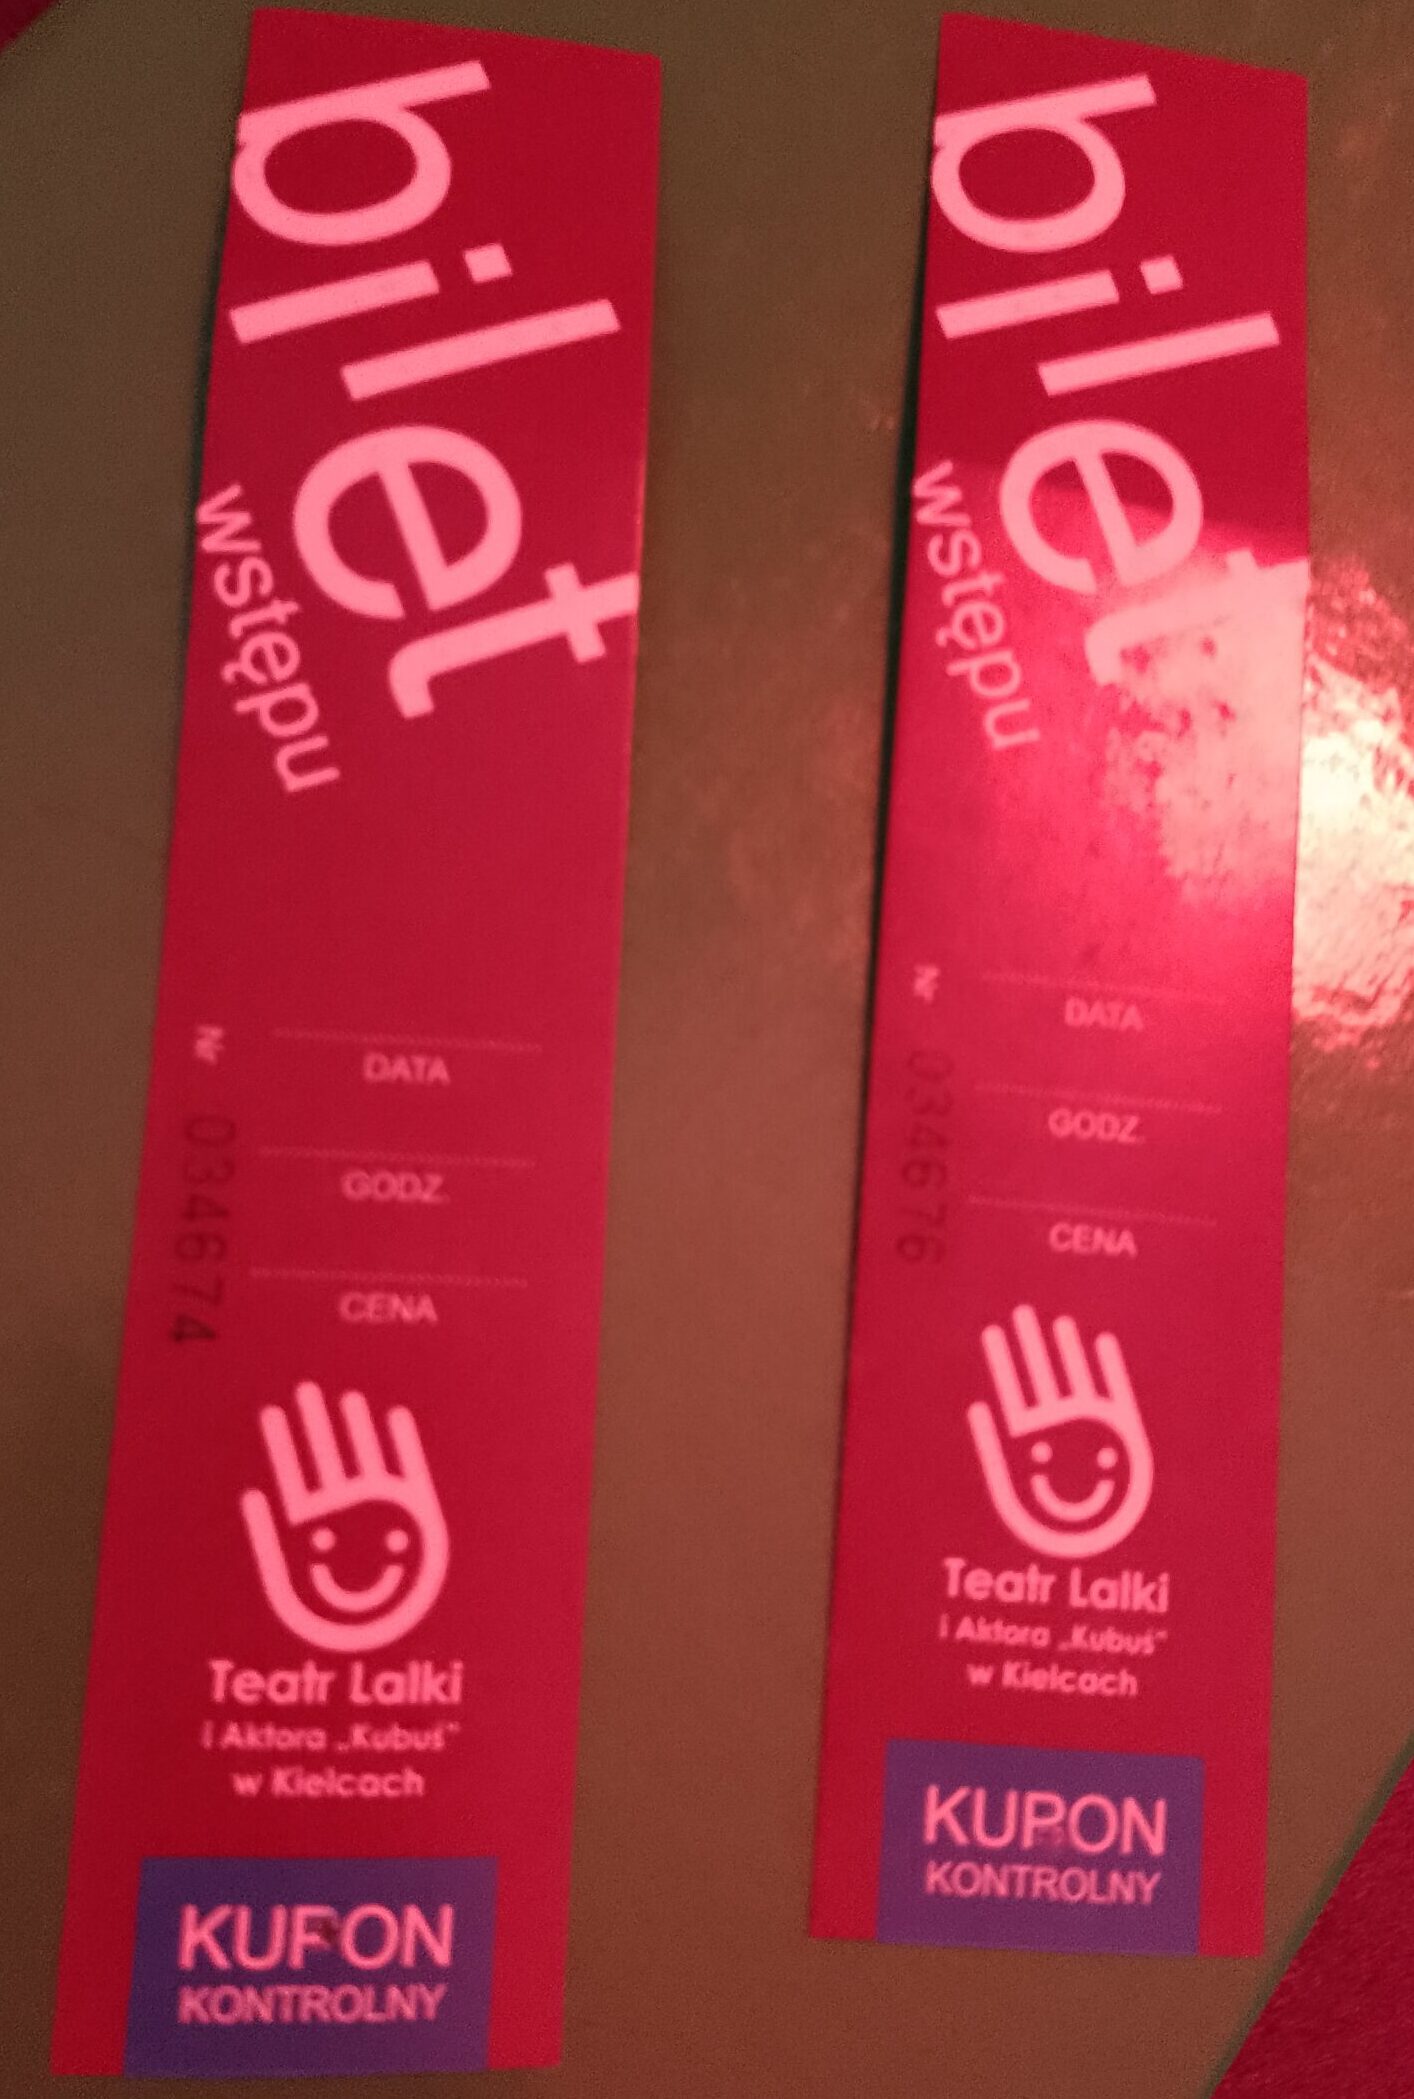 bilet
wstępu
Nr 034674
DATA
GODZ.
CENA
Teatr Lalki
i Aktora „Kubuś”
w Kielcach
KUPON
KONTROLNY
bilet
wstępu
Nr 034676
DATA
GODZ.
CENA
Teatr Lalki
i Aktora „Kubuś”
w Kielcach
KUPON
KONTROLNY